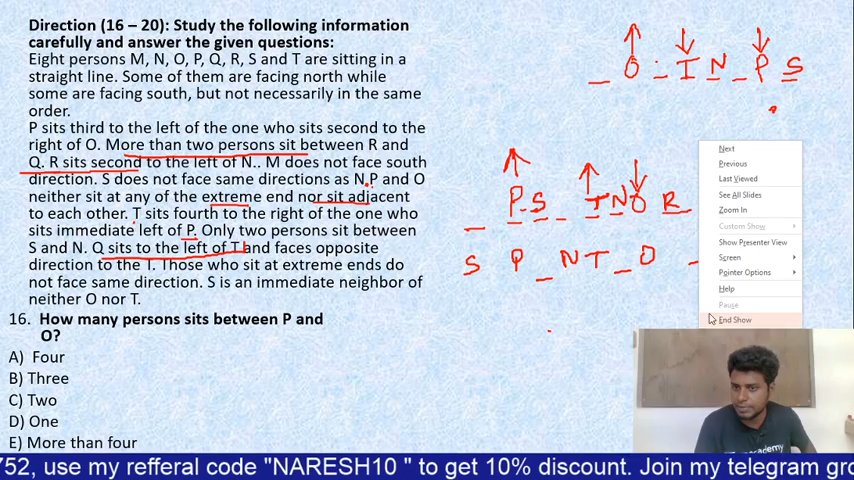 Direction (16 – 20): Study the following information
carefully and answer the given questions:
Eight persons M, N, O, P, Q, R, S and T are sitting in a
straight line. Some of them are facing north while
some are facing south, but not necessarily in the same
order.
P sits third to the left of the one who sits second to the
right of O. More than two persons sit between R and
Q. R sits second to the left of N.. M does not face south
direction. S does not face same directions as N.P and O
neither sit at any of the extreme end nor sit adjacent
to each other. T sits fourth to the right of the one who
sits immediate left of P. Only two persons sit between
S and N. Q sits to the left of T and faces opposite
direction to the T. Those who sit at extreme ends do
not face same direction. S is an immediate neighbor of
neither O nor T.
16. How many persons sits between P and
O?
A) Four
B) Three
C) Two
D) One
E) More than four
O T N P S
P S T N O R
S P N T O
Next
Previous
Last Viewed
See All Slides
Zoom In
Custom Show
Show Presenter View
Screen
Pointer Options
Help
Pause
End Show
752, use my refferal code "NARESH10 " to get 10% discount. Join my telegram gro